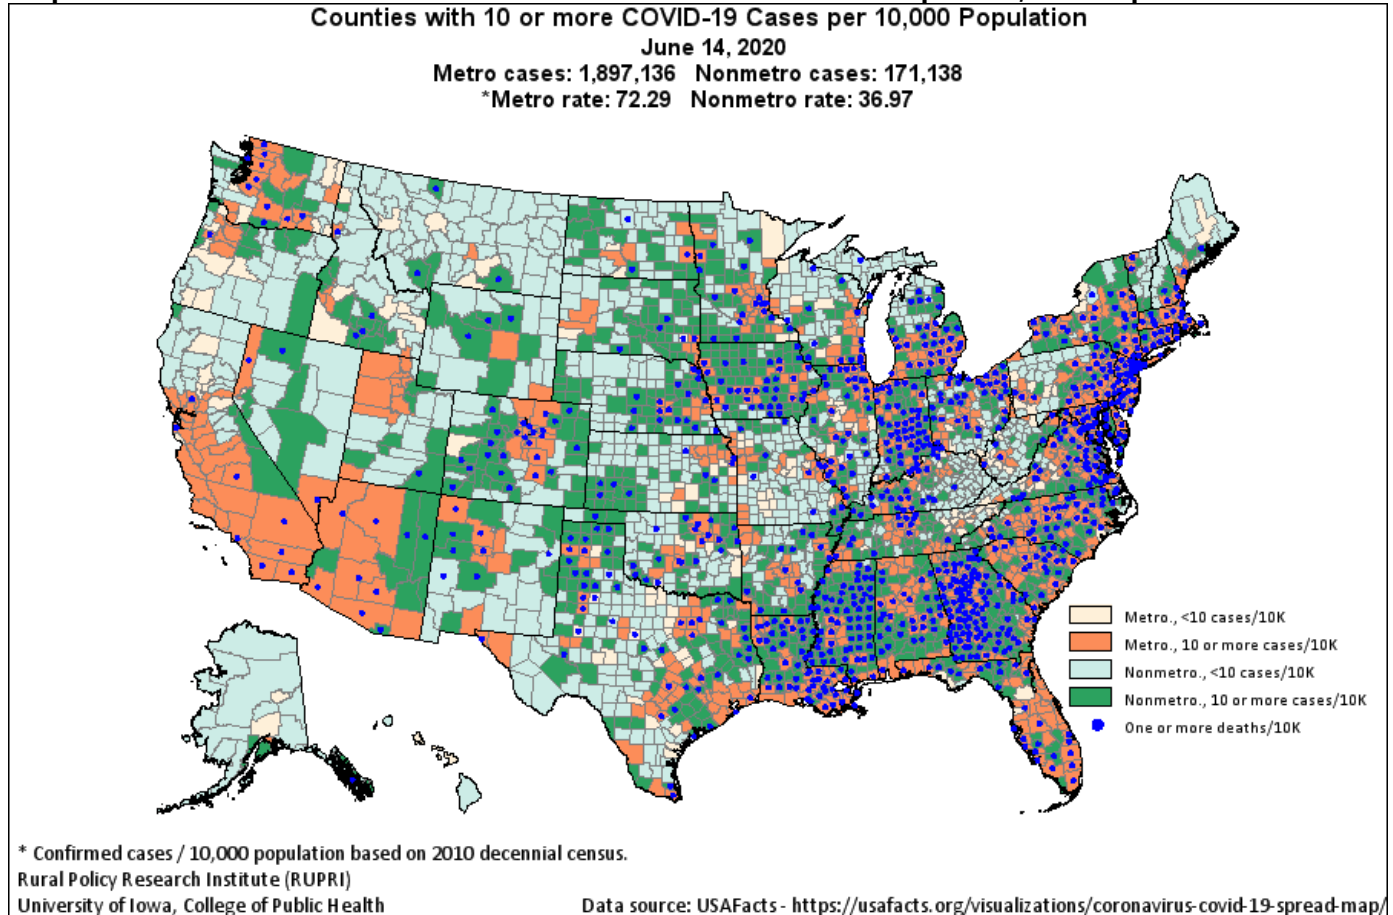 Counties with 10 or more COVID-19 Cases per 10,000 Population
June 14, 2020
Metro cases: 1,897,136 Nonmetro cases: 171,138
*Metro rate: 72.29 Nonmetro rate: 36.97
Metro., <10 cases/10K
Metro., 10 or more cases/10K
Nonmetro., <10 cases/10K
Nonmetro., 10 or more cases/10K
One or more deaths/10K
* Confirmed cases / 10,000 population based on 2010 decennial census.
Rural Policy Research Institute (RUPRI)
University of Iowa, College of Public Health
Data source: USAFacts - https://usafacts.org/visualizations/coronavirus-covid-19-spread-map/